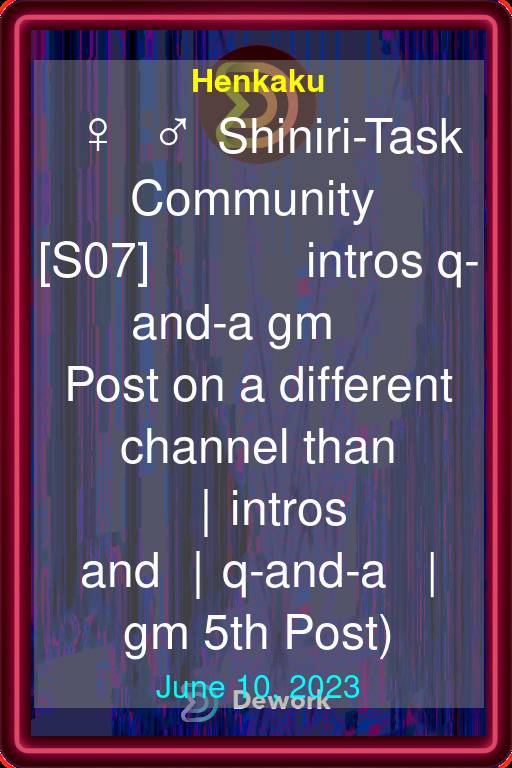 Henkaku
♀ ♂ Shiniri-Task
Community
[S07] intros q-
and-a gm
Post on a different
channel than
| intros
and | q-and-a |
gm 5th Post)
June 10, 2023
Dework